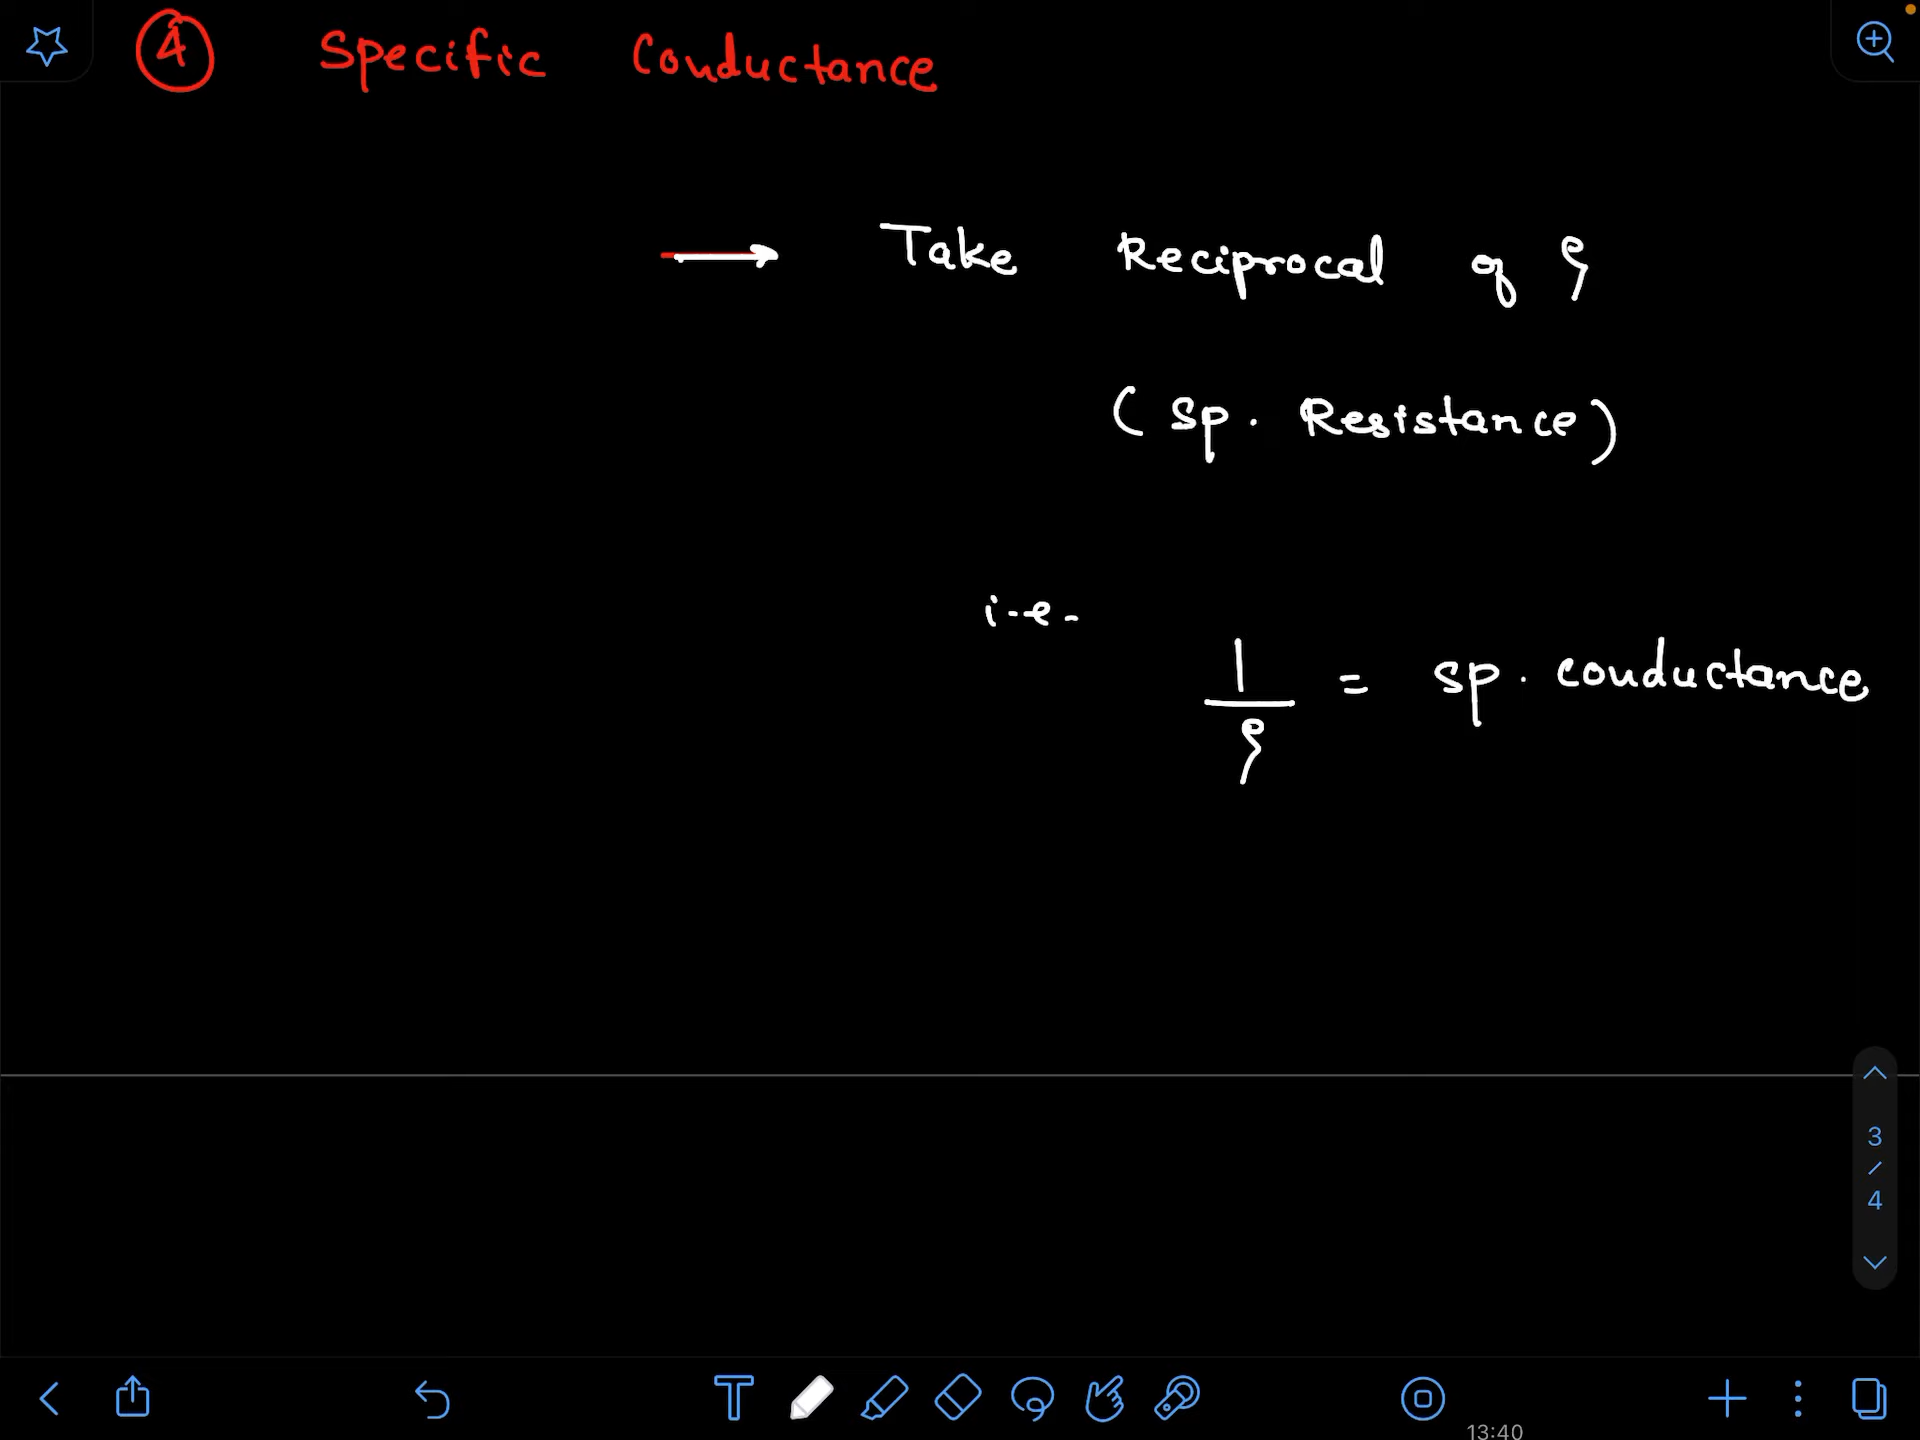 ④ Specific Conductance
→ Take Reciprocal of ρ
(Sp. Resistance)
i.e.
1/ρ = sp. conductance
3
/
4
13:40